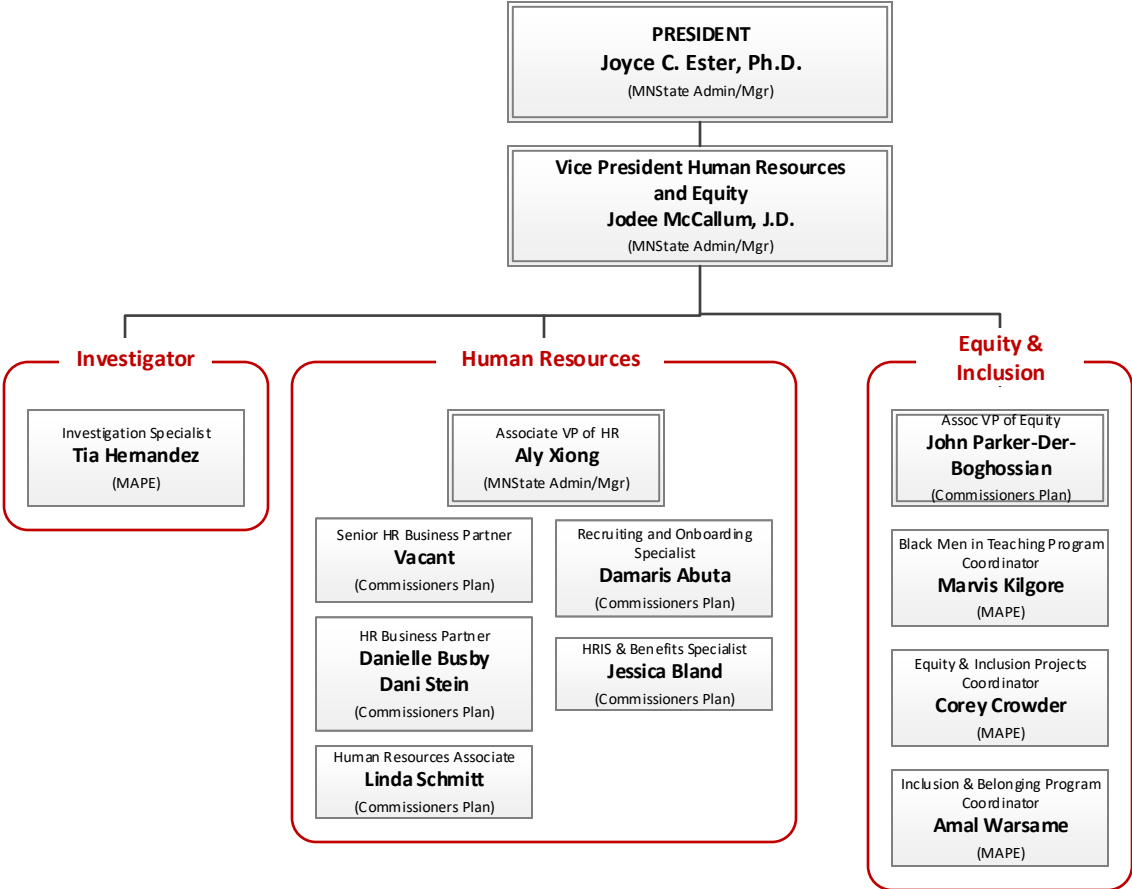 PRESIDENT
Joyce C. Ester, Ph.D.
(MNState Admin/Mgr)
Vice President Human Resources
and Equity
Jodee McCallum, J.D.
(MNState Admin/Mgr)
Investigator
Investigation Specialist
Tia Hernandez
(MAPE)
Human Resources
Associate VP of HR
Aly Xiong
(MNState Admin/Mgr)
Senior HR Business Partner
Vacant
(Commissioners Plan)
HR Business Partner
Danielle Busby
Dani Stein
(Commissioners Plan)
Human Resources Associate
Linda Schmitt
(Commissioners Plan)
Recruiting and Onboarding
Specialist
Damaris Abuta
(Commissioners Plan)
HRIS & Benefits Specialist
Jessica Bland
(Commissioners Plan)
Equity &
Inclusion
Assoc VP of Equity
John Parker-Der-
Boghossian
(Commissioners Plan)
Black Men in Teaching Program
Coordinator
Marvis Kilgore
(MAPE)
Equity & Inclusion Projects
Coordinator
Corey Crowder
(MAPE)
Inclusion & Belonging Program
Coordinator
Amal Warsame
(MAPE)